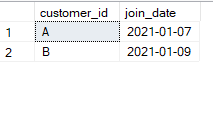 customer_id join_date
1 A 2021-01-07
2 B 2021-01-09